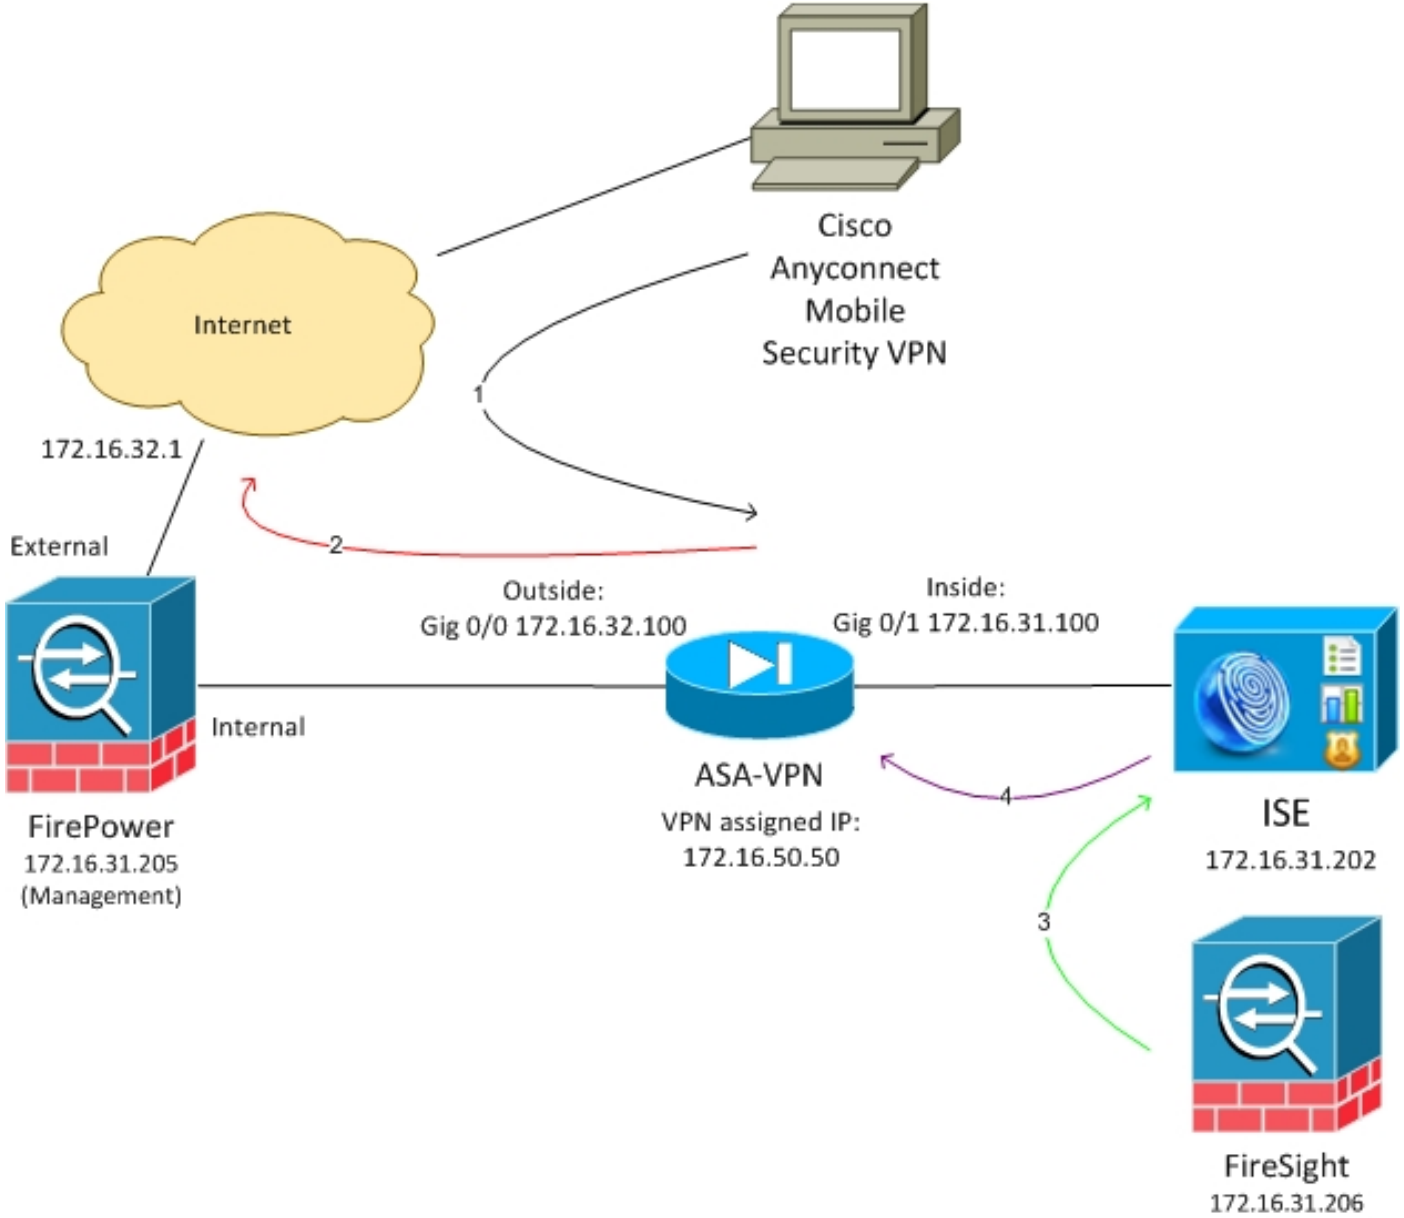 Cisco
Anyconnect
Mobile
Security VPN
Internet
1
172.16.32.1
2
External
Outside:
Gig 0/0 172.16.32.100
Inside:
Gig 0/1 172.16.31.100
Internal
ASA-VPN
VPN assigned IP:
172.16.50.50
FirePower
172.16.31.205
(Management)
4
ISE
172.16.31.202
3
FireSight
172.16.31.206